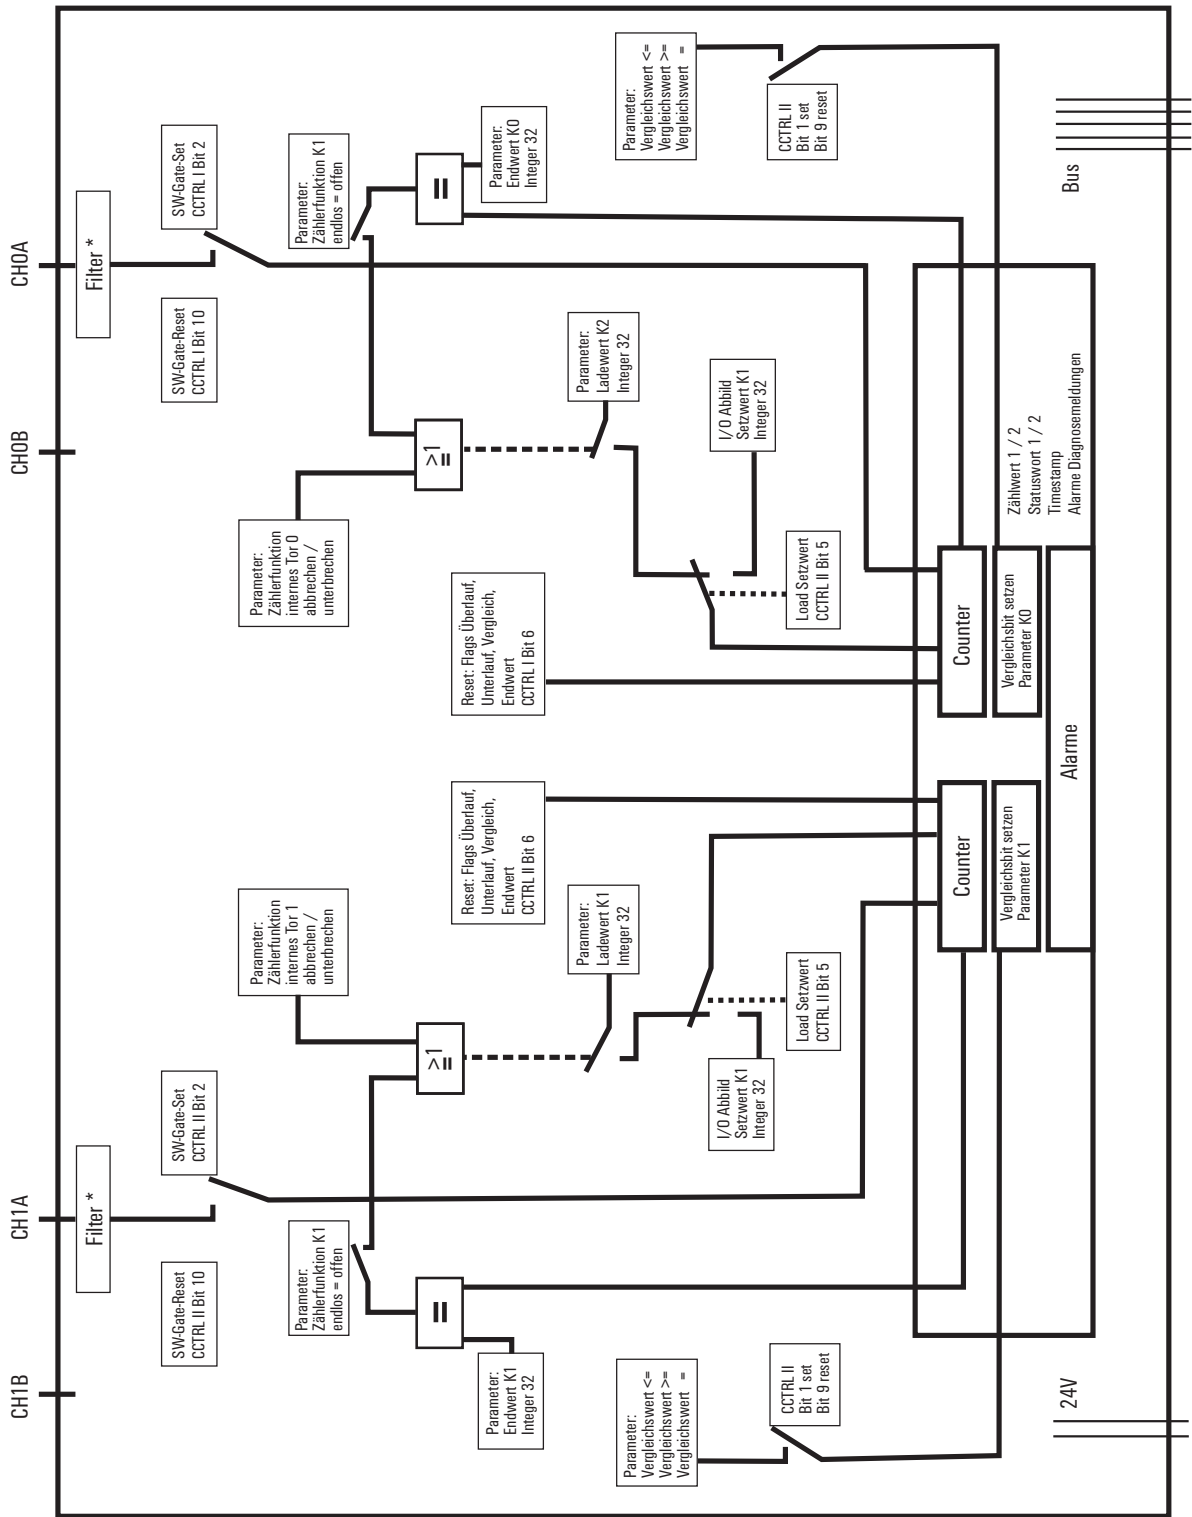 CH1B
CH1A
CH0B
CH0A
Filter *
Filter *
SW-Gate-Reset
CCTRL II Bit 10
SW-Gate-Set
CCTRL II Bit 2
SW-Gate-Reset
CCTRL I Bit 10
SW-Gate-Set
CCTRL I Bit 2
Parameter:
Zählerfunktion K1
endlos = offen
Parameter:
Zählerfunktion
internes Tor 1
abbrechen /
unterbrechen
Parameter:
Zählerfunktion
internes Tor 0
abbrechen /
unterbrechen
Parameter:
Zählerfunktion K1
endlos = offen
=
>1
=
>1
=
=
Parameter:
Endwert K1
Integer 32
Reset: Flags Überlauf,
Unterlauf, Vergleich,
Endwert
CCTRL II Bit 6
Reset: Flags Überlauf,
Unterlauf, Vergleich,
Endwert
CCTRL I Bit 6
Parameter:
Endwert K0
Integer 32
Parameter:
Ladewert K1
Integer 32
Parameter:
Ladewert K2
Integer 32
Parameter:
Vergleichswert <=
Vergleichswert >=
Vergleichswert =
I/O Abbild
Setzwert K1
Integer 32
I/O Abbild
Setzwert K1
Integer 32
Parameter:
Vergleichswert <=
Vergleichswert >=
Vergleichswert =
CCTRL II
Bit 1 set
Bit 9 reset
Load Setzwert
CCTRL II Bit 5
Load Setzwert
CCTRL II Bit 5
CCTRL II
Bit 1 set
Bit 9 reset
Counter
Counter
Vergleichsbit setzen
Parameter K1
Vergleichsbit setzen
Parameter K0
Zählwert 1 / 2
Statuswort 1 / 2
Timestamp
Alarme Diagnosemeldungen
Alarme
24V
Bus